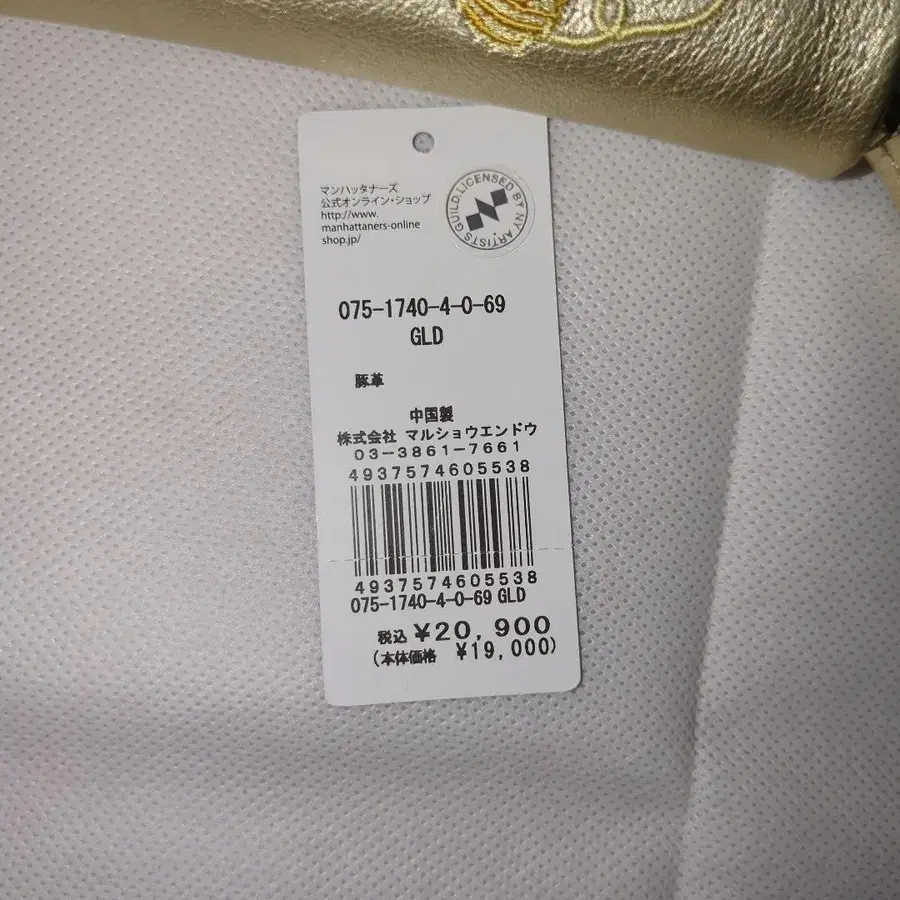 マンハッタナーズ
公式オンライン・ショップ
http://www.
manhattaners-online
shop.jp/
GUILD.LICENSED BY NY ARTISTS
075-1740-4-0-69
GLD
豚革
中国製
株式会社 マルショウエンドウ
03-3861-7661
4937574605538
4937574605538
075-1740-4-0-69 GLD
税込 ¥20,900
(本体価格 ¥19,000)